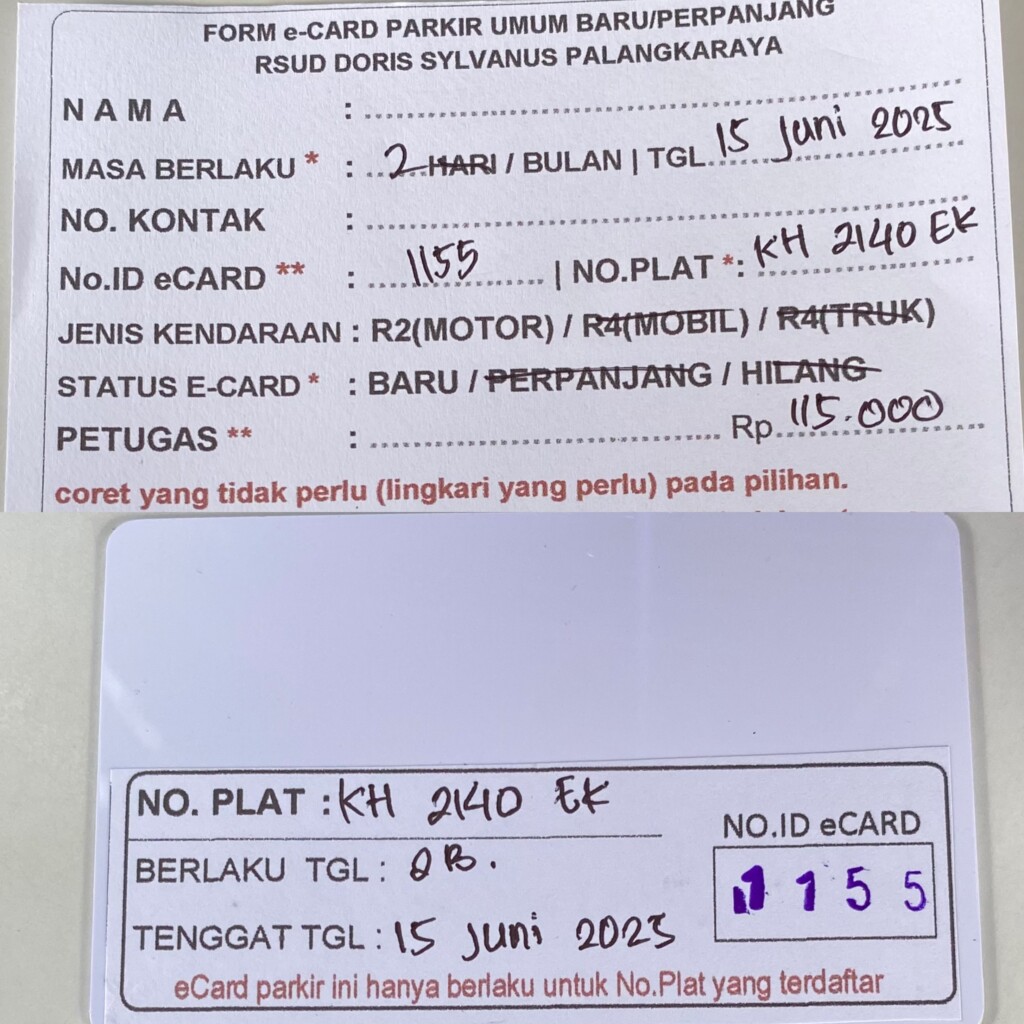 FORM e-CARD PARKIR UMUM BARU/PERPANJANG
RSUD DORIS SYLVANUS PALANGKARAYA
NAMA :
MASA BERLAKU * : 2 HARI / BULAN | TGL. 15 Juni 2025
NO. KONTAK :
No.ID eCARD ** : 1155 | NO.PLAT *: KH 2140 EK
JENIS KENDARAAN : R2(MOTOR) / R4(MOBIL) / R4(TRUK)
STATUS E-CARD * : BARU / PERPANJANG / HILANG
PETUGAS ** : Rp. 115.000
coret yang tidak perlu (lingkari yang perlu) pada pilihan.
NO. PLAT : KH 2140 EK
NO.ID eCARD
BERLAKU TGL : 2B.
1155
TENGGAT TGL : 15 Juni 2025
eCard parkir ini hanya berlaku untuk No.Plat yang terdaftar